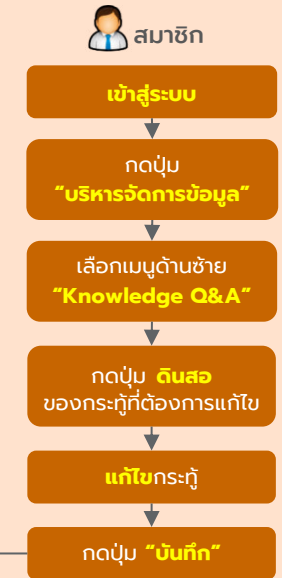 สมาชิก
เข้าสู่ระบบ
กดปุ่ม
“บริหารจัดการข้อมูล”
เลือกเมนูด้านซ้าย
“Knowledge Q&A”
กดปุ่ม ดินสอ
ของกระทู้ที่ต้องการแก้ไข
แก้ไขกระทู้
กดปุ่ม “บันทึก”